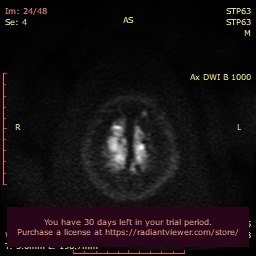 Im: 24/48
Se: 4
AS
STP63
STP63
M
Ax DWI B 1000
R
L
You have 30 days left in your trial period.
Purchase a license at https://radiantviewer.com/store/